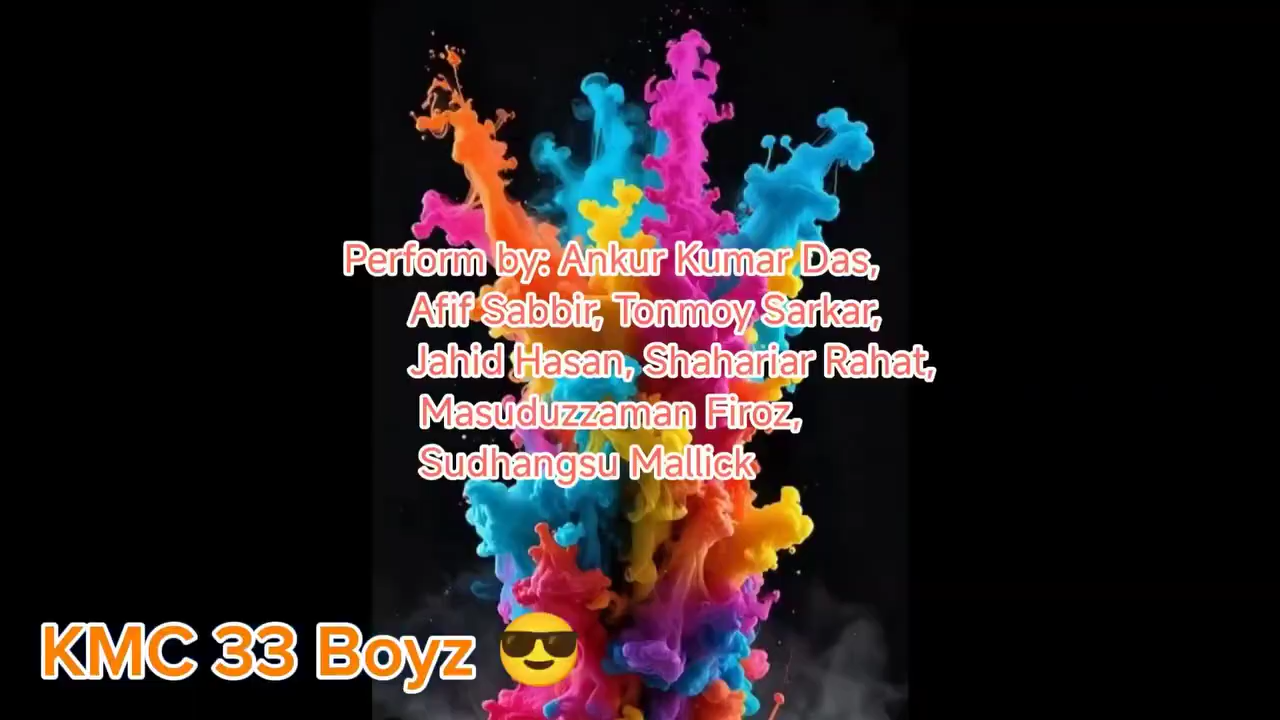 Perform by: Ankur Kumar Das,
Afif Sabbir, Tonmoy Sarkar,
Jahid Hasan, Shahariar Rahat,
Masuduzzaman Firoz,
Sudhangsu Mallick
KMC 33 Boyz 😎